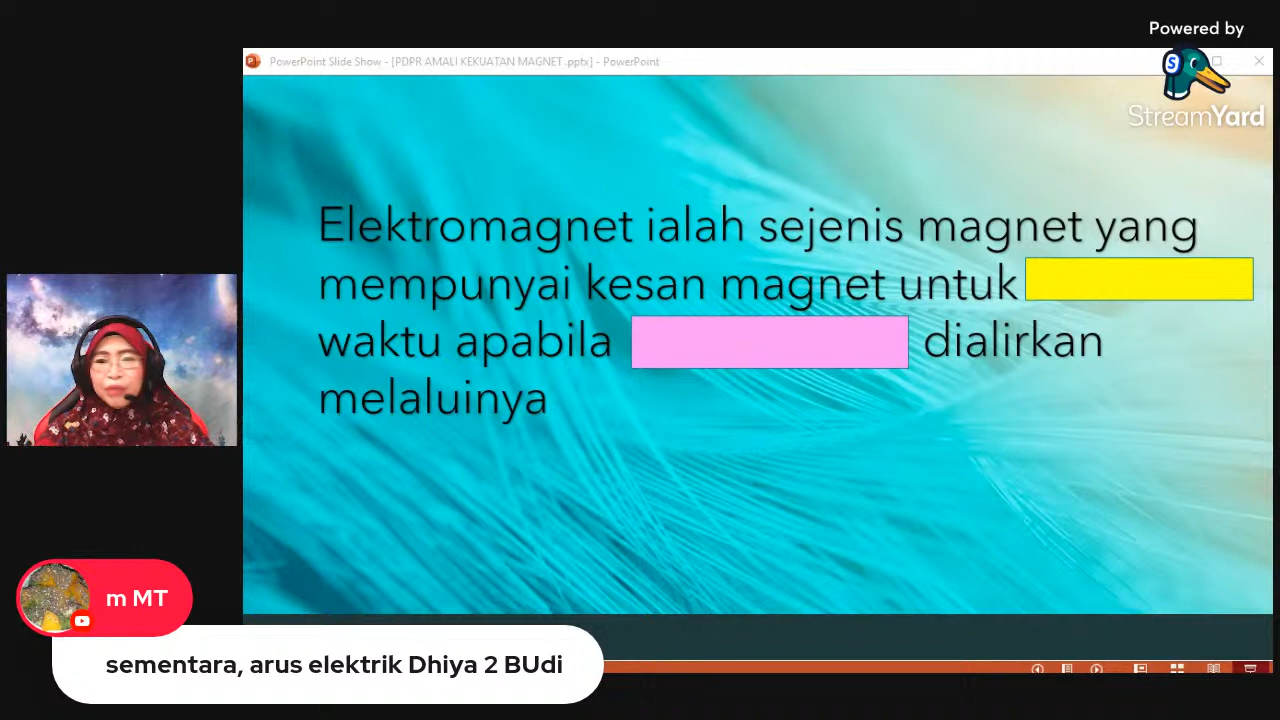 Powered by
PowerPoint Slide Show - [PDPR AMALI KEKUATAN MAGNET .pptx] - PowerPoint
StreamYard
Elektromagnet ialah sejenis magnet yang
mempunyai kesan magnet untuk
waktu apabila dialirkan
melaluinya
m MT
sementara, arus elektrik Dhiya 2 BUdi